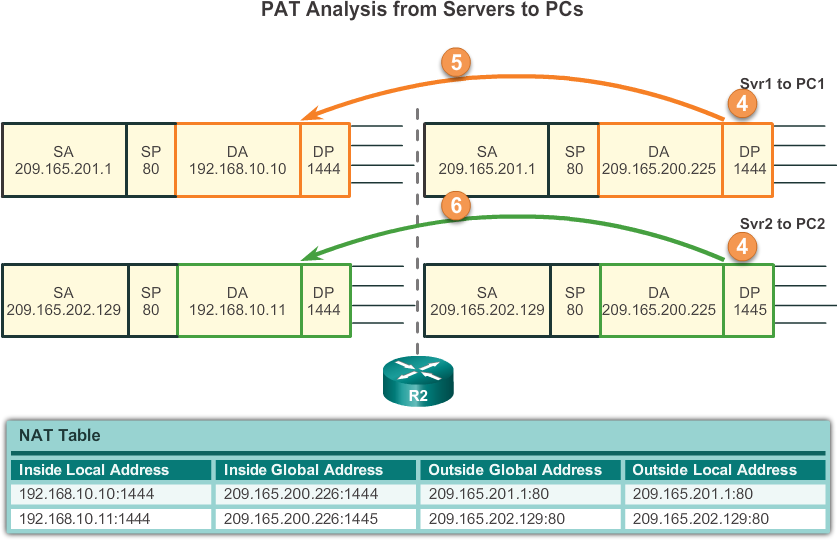 PAT Analysis from Servers to PCs
5
Svr1 to PC1
4
SA
209.165.201.1
SP
80
DA
192.168.10.10
DP
1444
SA
209.165.201.1
SP
80
DA
209.165.200.225
DP
1444
6
Svr2 to PC2
4
SA
209.165.202.129
SP
80
DA
192.168.10.11
DP
1444
SA
209.165.202.129
SP
80
DA
209.165.200.225
DP
1445
R2
NAT Table
Inside Local Address Inside Global Address Outside Global Address Outside Local Address
192.168.10.10:1444 209.165.200.226:1444 209.165.201.1:80 209.165.201.1:80
192.168.10.11:1444 209.165.200.226:1445 209.165.202.129:80 209.165.202.129:80